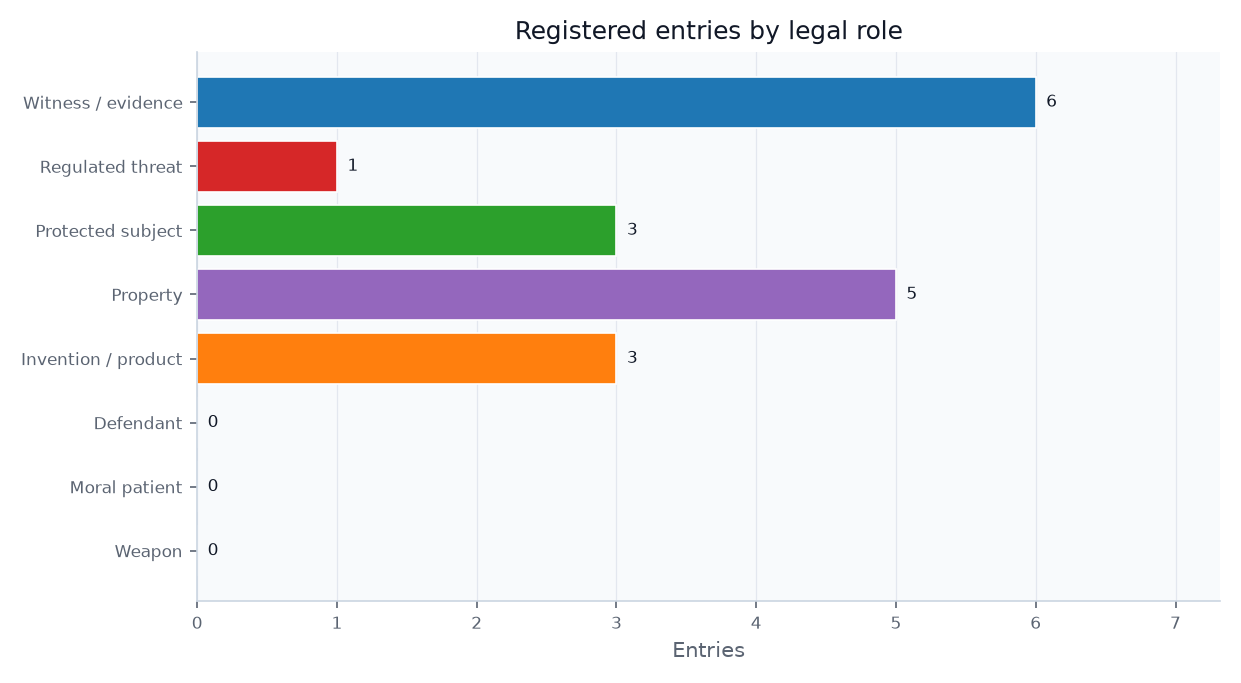 Registered entries by legal role
Witness / evidence 6
Regulated threat 1
Protected subject 3
Property 5
Invention / product 3
Defendant 0
Moral patient 0
Weapon 0
0 1 2 3 4 5 6 7
Entries